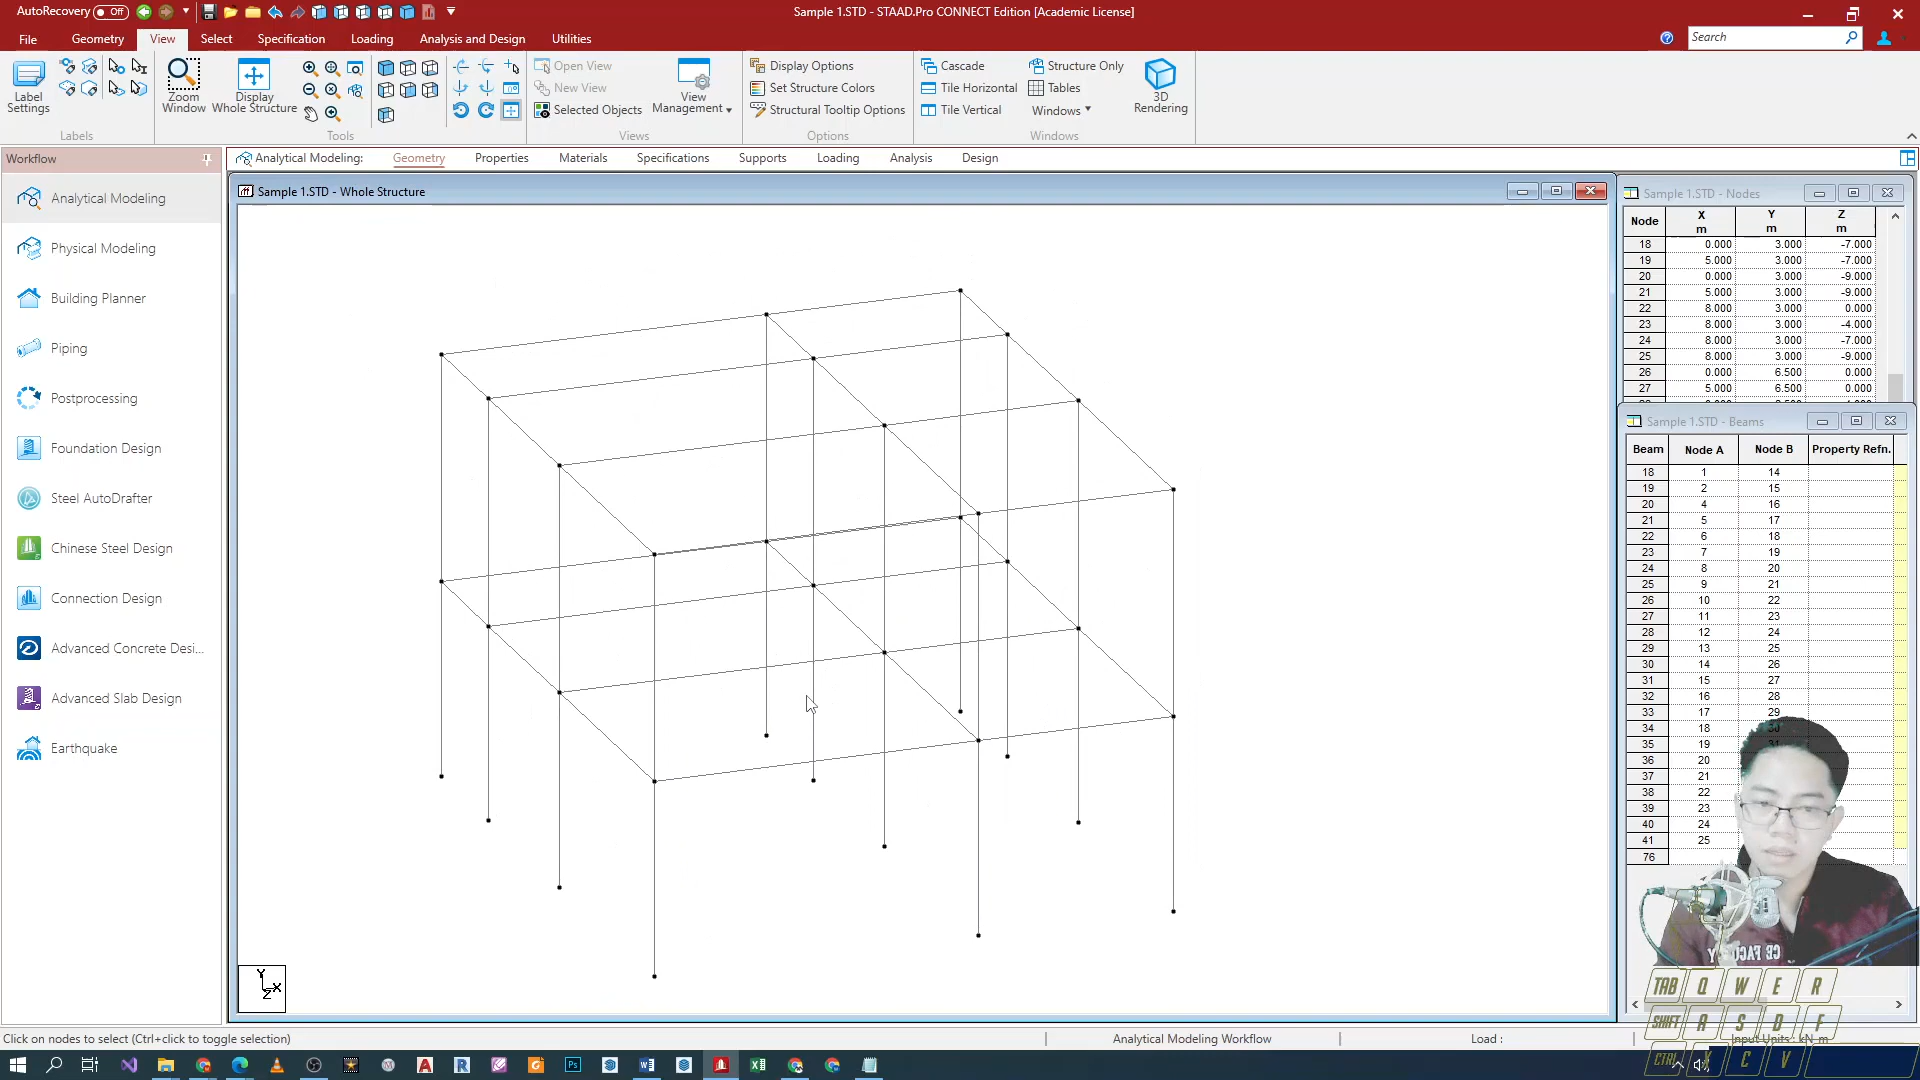 AutoRecovery Off
Sample 1.STD - STAAD.Pro CONNECT Edition [Academic License]
File Geometry View Select Specification Loading Analysis and Design Utilities
Search
Label Settings
Labels
Zoom Window
Display Whole Structure
Tools
Open View
New View
Selected Objects
View Management
Views
Display Options
Set Structure Colors
Structural Tooltip Options
Options
Cascade
Tile Horizontal
Tile Vertical
Structure Only
Tables
Windows
Windows
3D Rendering
Workflow
Analytical Modeling: Geometry Properties Materials Specifications Supports Loading Analysis Design
Analytical Modeling
Physical Modeling
Building Planner
Piping
Postprocessing
Foundation Design
Steel AutoDrafter
Chinese Steel Design
Connection Design
Advanced Concrete Desi...
Advanced Slab Design
Earthquake
Sample 1.STD - Whole Structure
Y
X
Z
Sample 1.STD - Nodes
Node X m Y m Z m
18 0.000 3.000 -7.000
19 5.000 3.000 -7.000
20 0.000 3.000 -9.000
21 5.000 3.000 -9.000
22 8.000 3.000 0.000
23 8.000 3.000 -4.000
24 8.000 3.000 -7.000
25 8.000 3.000 -9.000
26 0.000 6.500 0.000
27 5.000 6.500 0.000
Sample 1.STD - Beams
Beam Node A Node B Property Refn.
18 1 14
19 2 15
20 4 16
21 5 17
22 6 18
23 7 19
24 8 20
25 9 21
26 10 22
27 11 23
28 12 24
29 13 25
30 14 26
31 15 27
32 16 28
33 17 29
34 18 30
35 19 31
36 20
37 21
38 22
39 23
40 24
41 25
76
CE FACULTY
TAB Q W E R
SHIFT A S D F
CTRL X C V
Click on nodes to select (Ctrl+click to toggle selection)
Analytical Modeling Workflow
Load :
Input Units : kN-m